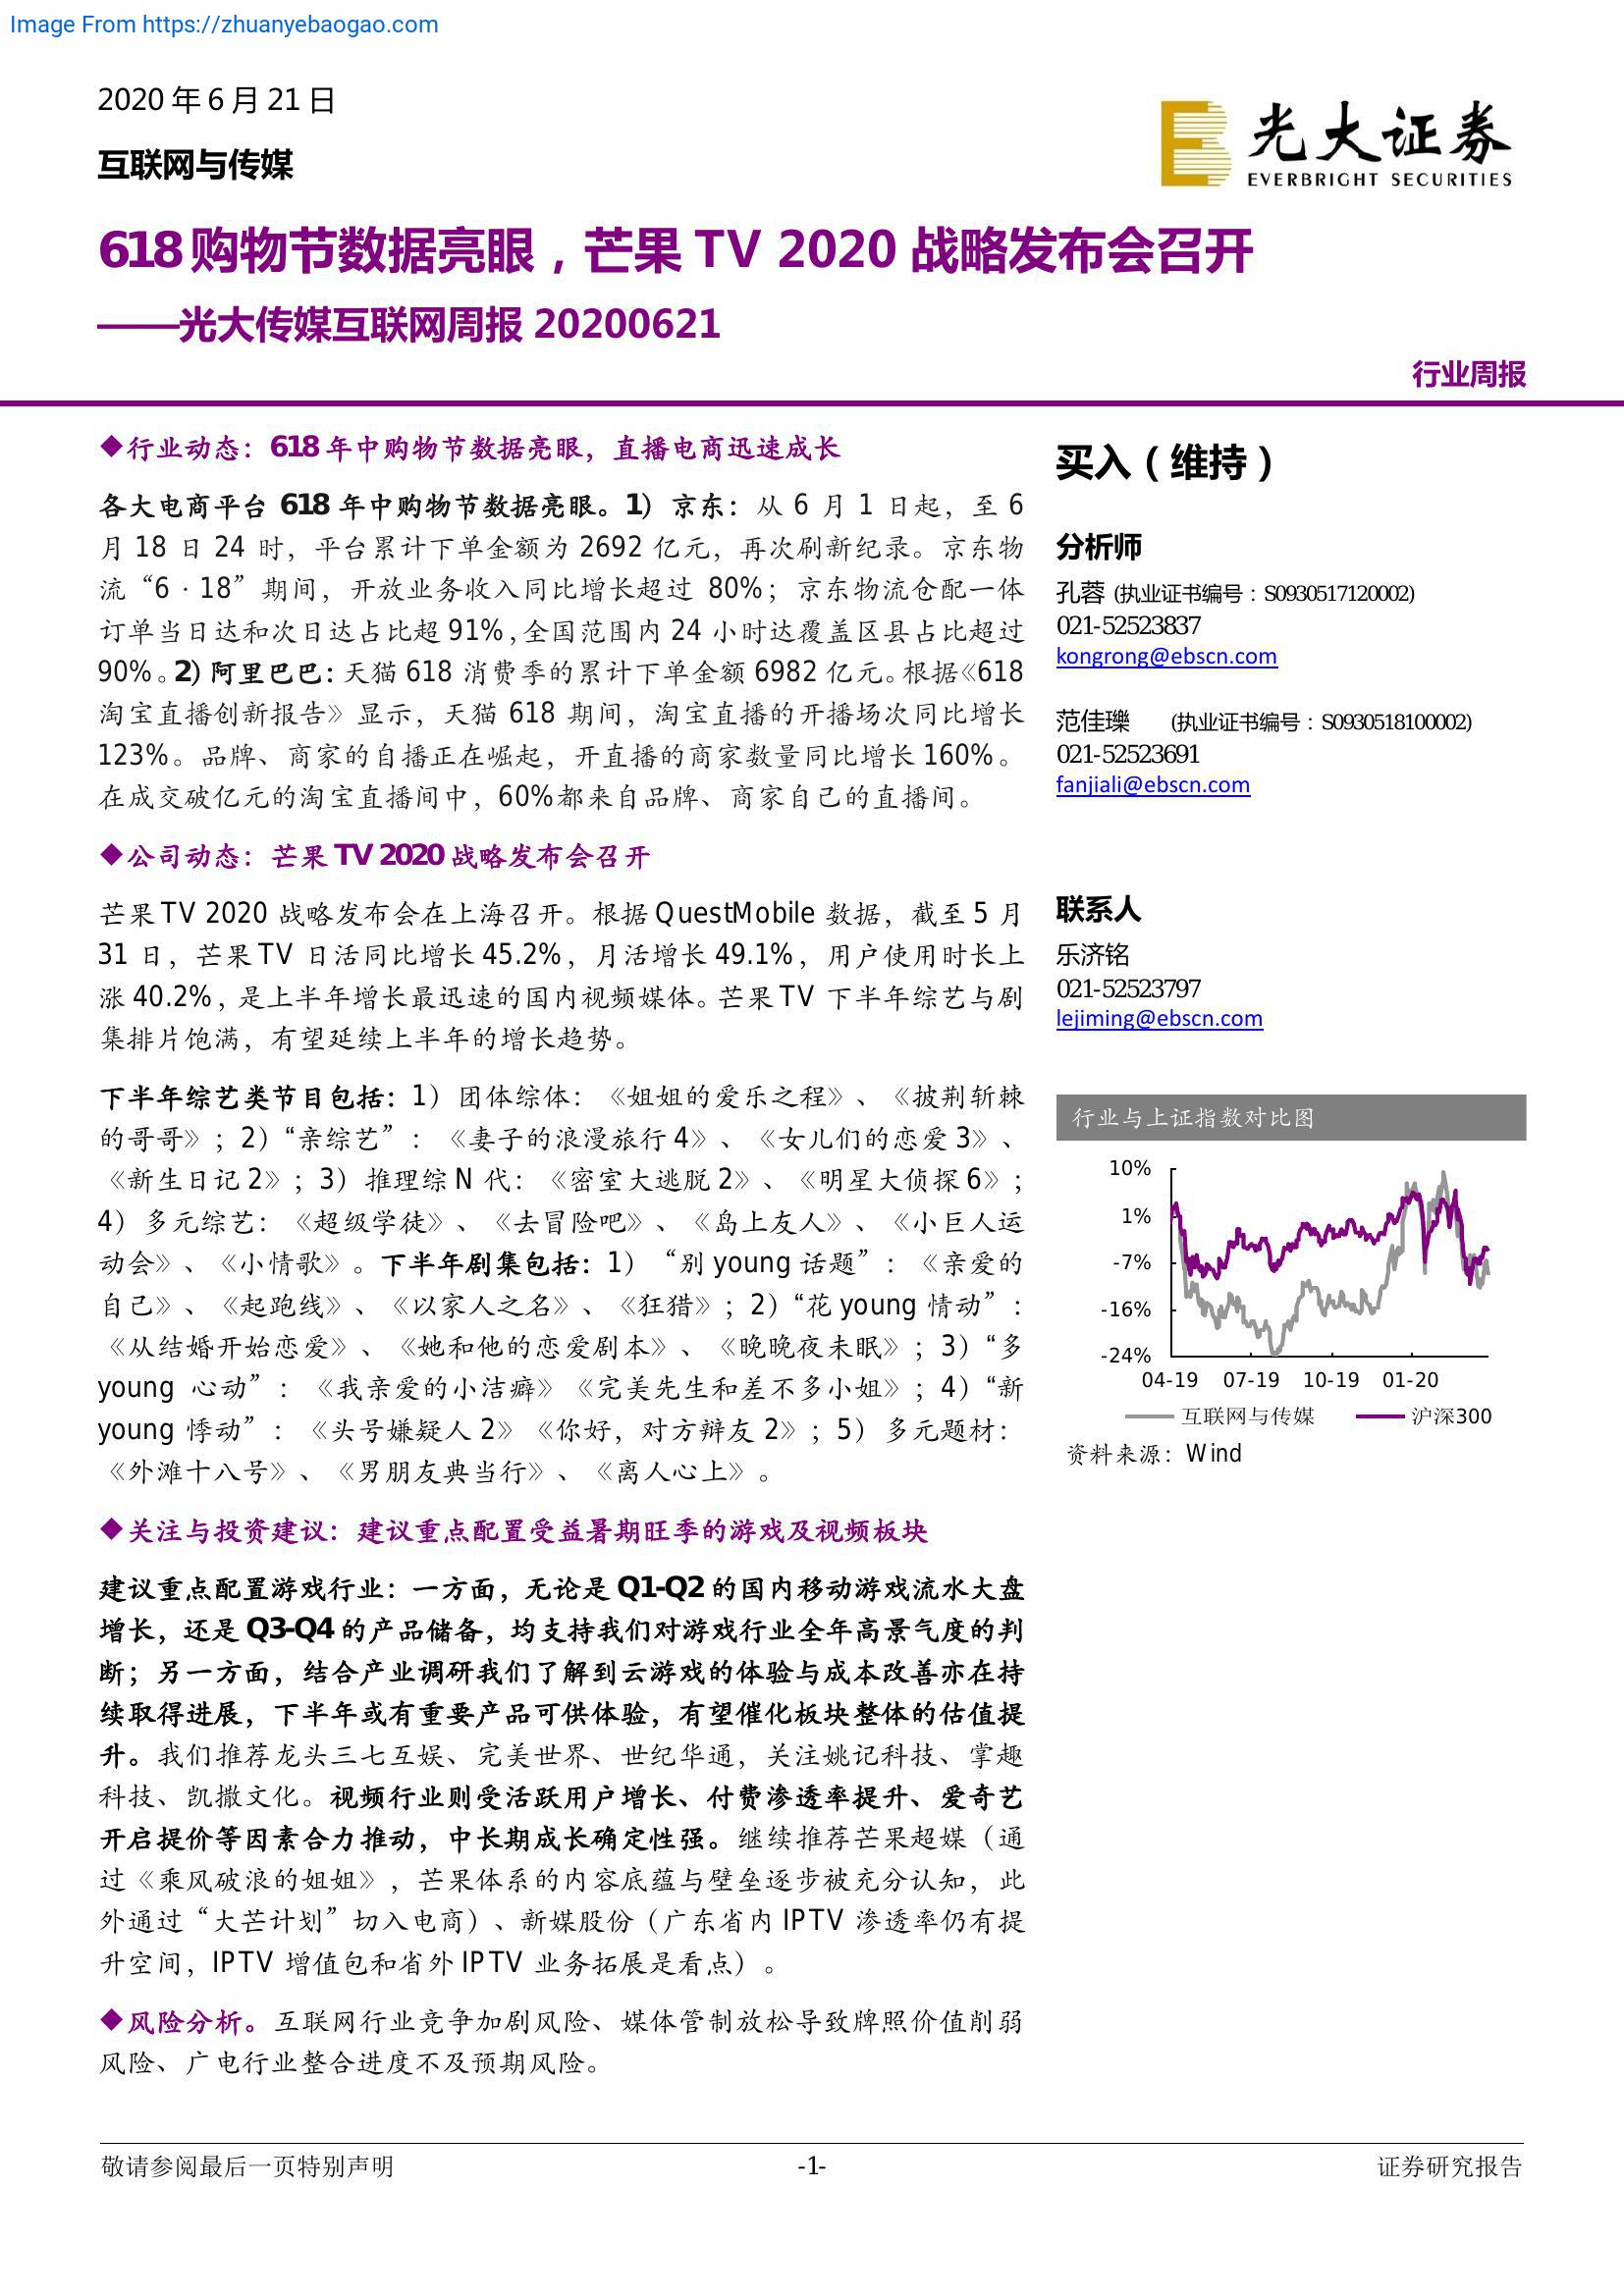 Image From https://zhuanyebaogao.com
2020 年 6 月 21 日
互联网与传媒
光大证券
EVERBRIGHT SECURITIES
618 购物节数据亮眼，芒果 TV 2020 战略发布会召开
——光大传媒互联网周报 20200621
行业周报
◆行业动态：618 年中购物节数据亮眼，直播电商迅速成长
各大电商平台 618 年中购物节数据亮眼。1）京东：从 6 月 1 日起，至 6
月 18 日 24 时，平台累计下单金额为 2692 亿元，再次刷新纪录。京东物
流“6·18”期间，开放业务收入同比增长超过 80%；京东物流仓配一体
订单当日达和次日达占比超 91%，全国范围内 24 小时达覆盖区县占比超过
90%。2）阿里巴巴：天猫 618 消费季的累计下单金额 6982 亿元。根据《618
淘宝直播创新报告》显示，天猫 618 期间，淘宝直播的开播场次同比增长
123%。品牌、商家的自播正在崛起，开直播的商家数量同比增长 160%。
在成交破亿元的淘宝直播间中，60%都来自品牌、商家自己的直播间。
◆公司动态：芒果 TV 2020 战略发布会召开
芒果 TV 2020 战略发布会在上海召开。根据 QuestMobile 数据，截至 5 月
31 日，芒果 TV 日活同比增长 45.2%，月活增长 49.1%，用户使用时长上
涨 40.2%，是上半年增长最迅速的国内视频媒体。芒果 TV 下半年综艺与剧
集排片饱满，有望延续上半年的增长趋势。
下半年综艺类节目包括：1）团体综体：《姐姐的爱乐之程》、《披荆斩棘
的哥哥》；2）“亲综艺”：《妻子的浪漫旅行 4》、《女儿们的恋爱 3》、
《新生日记 2》；3）推理综 N 代：《密室大逃脱 2》、《明星大侦探 6》；
4）多元综艺：《超级学徒》、《去冒险吧》、《岛上友人》、《小巨人运
动会》、《小情歌》。下半年剧集包括：1）“别 young 话题”：《亲爱的
自己》、《起跑线》、《以家人之名》、《狂猎》；2）“花 young 情动”：
《从结婚开始恋爱》、《她和他的恋爱剧本》、《晚晚夜未眠》；3）“多
young 心动”：《我亲爱的小洁癖》《完美先生和差不多小姐》；4）“新
young 悸动”：《头号嫌疑人 2》《你好，对方辩友 2》；5）多元题材：
《外滩十八号》、《男朋友典当行》、《离人心上》。
◆关注与投资建议：建议重点配置受益暑期旺季的游戏及视频板块
建议重点配置游戏行业：一方面，无论是 Q1-Q2 的国内移动游戏流水大盘
增长，还是 Q3-Q4 的产品储备，均支持我们对游戏行业全年高景气度的判
断；另一方面，结合产业调研我们了解到云游戏的体验与成本改善亦在持
续取得进展，下半年或有重要产品可供体验，有望催化板块整体的估值提
升。我们推荐龙头三七互娱、完美世界、世纪华通，关注姚记科技、掌趣
科技、凯撒文化。视频行业则受活跃用户增长、付费渗透率提升、爱奇艺
开启提价等因素合力推动，中长期成长确定性强。继续推荐芒果超媒（通
过《乘风破浪的姐姐》，芒果体系的内容底蕴与壁垒逐步被充分认知，此
外通过“大芒计划”切入电商）、新媒股份（广东省内 IPTV 渗透率仍有提
升空间，IPTV 增值包和省外 IPTV 业务拓展是看点）。
◆风险分析。互联网行业竞争加剧风险、媒体管制放松导致牌照价值削弱
风险、广电行业整合进度不及预期风险。
买入（维持）
分析师
孔蓉 (执业证书编号：S0930517120002)
021-52523837
kongrong@ebscn.com
范佳瓅 (执业证书编号：S0930518100002)
021-52523691
fanjiali@ebscn.com
联系人
乐济铭
021-52523797
lejiming@ebscn.com
行业与上证指数对比图
10%
1%
-7%
-16%
-24%
04-19 07-19 10-19 01-20
互联网与传媒 沪深300
资料来源：Wind
敬请参阅最后一页特别声明 -1- 证券研究报告